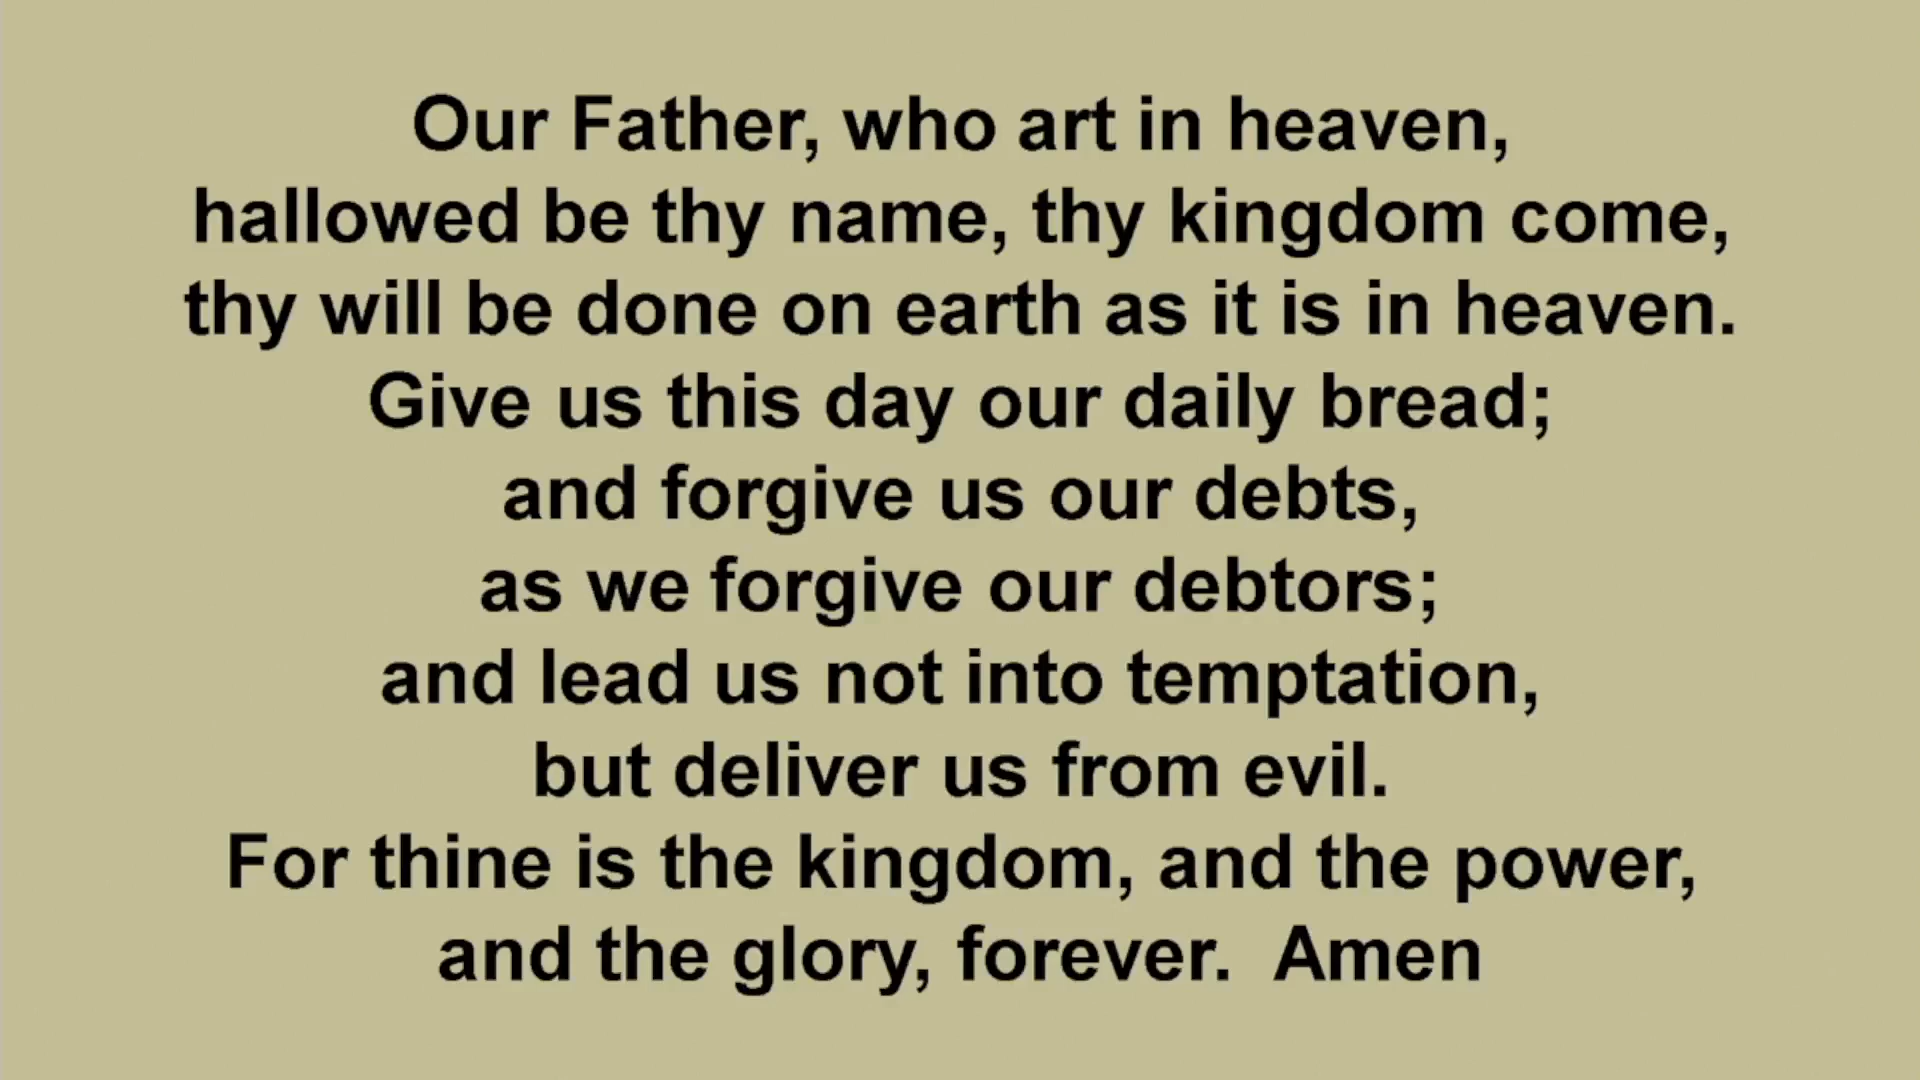 Our Father, who art in heaven,
hallowed be thy name, thy kingdom come,
thy will be done on earth as it is in heaven.
Give us this day our daily bread;
and forgive us our debts,
as we forgive our debtors;
and lead us not into temptation,
but deliver us from evil.
For thine is the kingdom, and the power,
and the glory, forever.  Amen